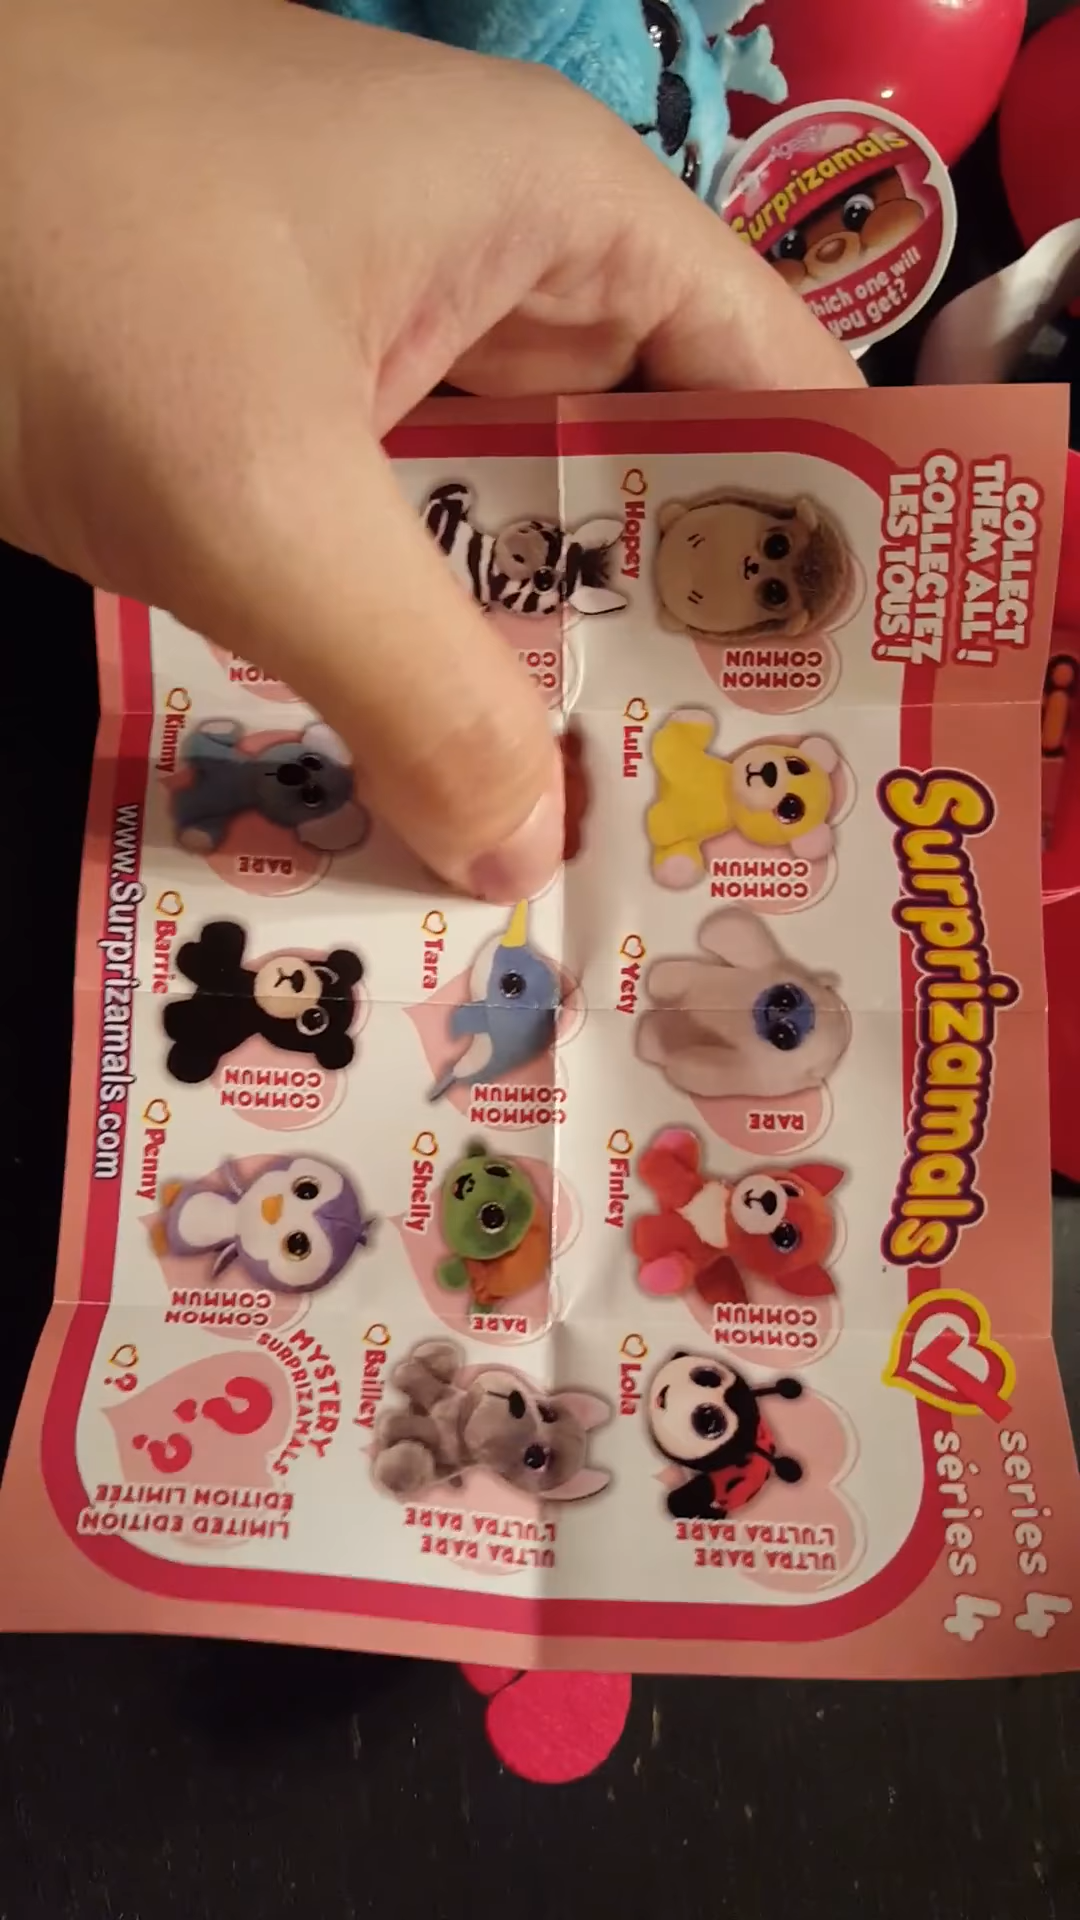 Surprizamals
Which one will
you get?
COLLECT
THEM ALL!
COLLECTEZ
LES TOUS!
Surprizamals
series 4
séries 4
Hopey
COMMON
COMMUN
LuLu
COMMON
COMMUN
Yety
RARE
Finley
COMMON
COMMUN
Lola
ULTRA RARE
L'ULTRA RARE
Tara
COMMON
COMMUN
Shelly
RARE
Bailley
ULTRA RARE
L'ULTRA RARE
Kimmy
RARE
Barrie
COMMON
COMMUN
Penny
COMMON
COMMUN
MYSTERY
SURPRIZAMALS
?
LIMITED EDITION
EDITION LIMITÉE
www.Surprizamals.com